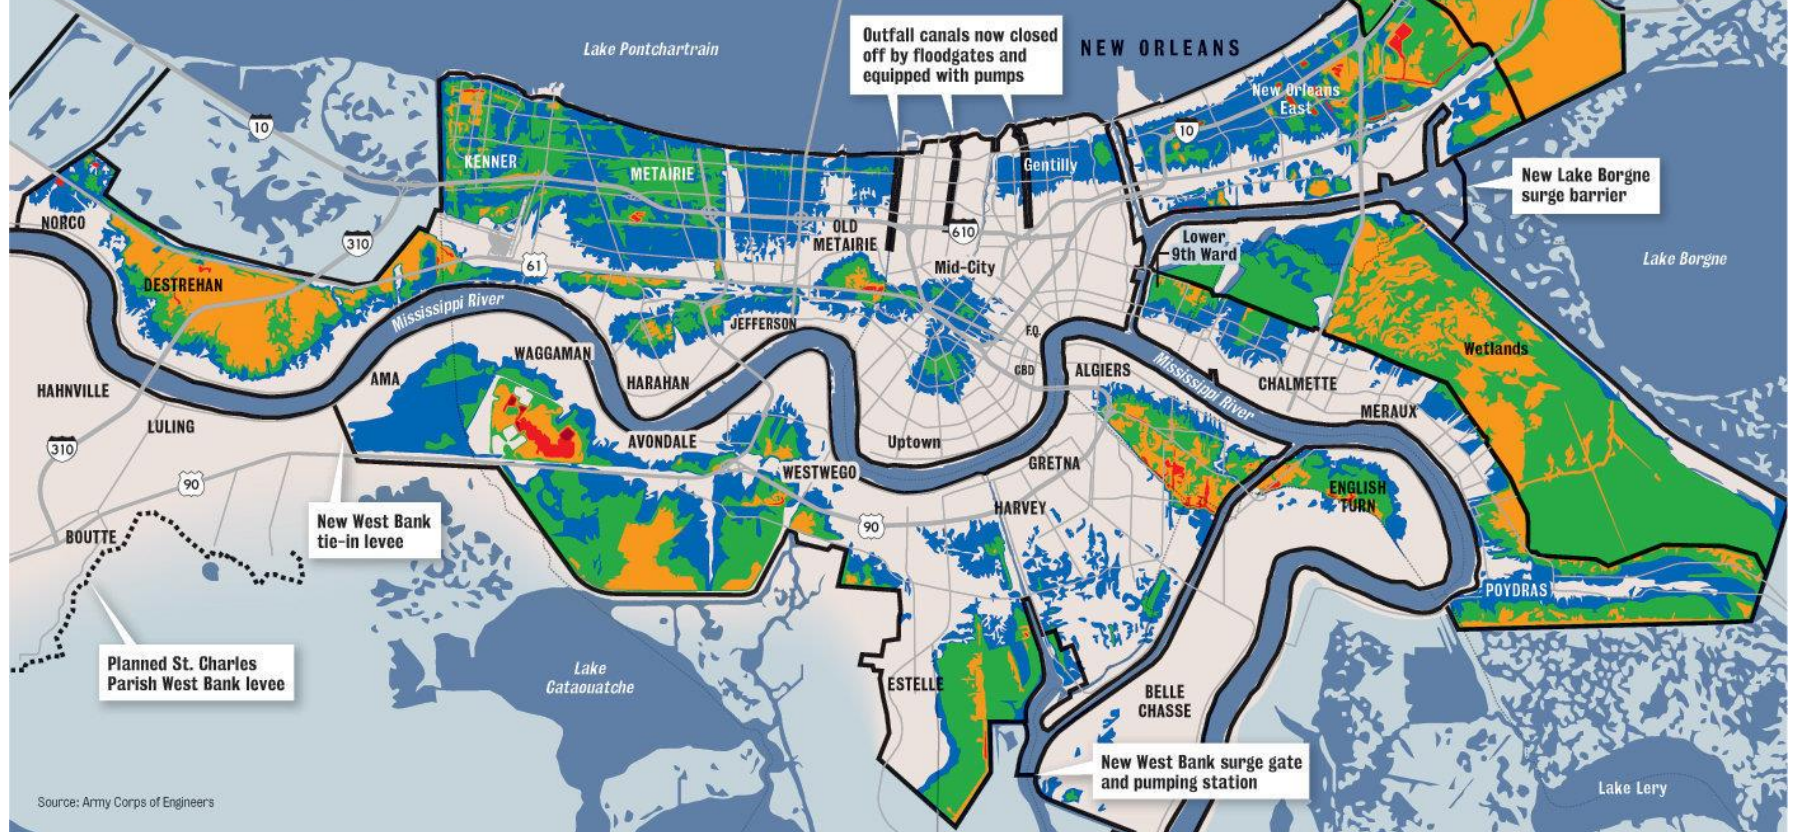 Lake Pontchartrain
Outfall canals now closed
off by floodgates and
equipped with pumps
NEW ORLEANS
New Orleans
East
10
10
KENNER
METAIRIE
Gentilly
New Lake Borgne
surge barrier
NORCO
310
OLD
METAIRIE
610
Lower
9th Ward
Lake Borgne
61
Mid-City
DESTREHAN
Mississippi River
JEFFERSON
F.Q.
WAGGAMAN
Wetlands
HAHNVILLE
AMA
HARAHAN
CBD
ALGIERS
Mississippi River
CHALMETTE
MERAUX
LULING
310
AVONDALE
Uptown
GRETNA
WESTWEGO
90
ENGLISH
TURN
HARVEY
90
New West Bank
tie-in levee
BOUTTE
POYDRAS
Planned St. Charles
Parish West Bank levee
Lake
Cataouatche
ESTELLE
BELLE
CHASSE
New West Bank surge gate
and pumping station
Lake Lery
Source: Army Corps of Engineers